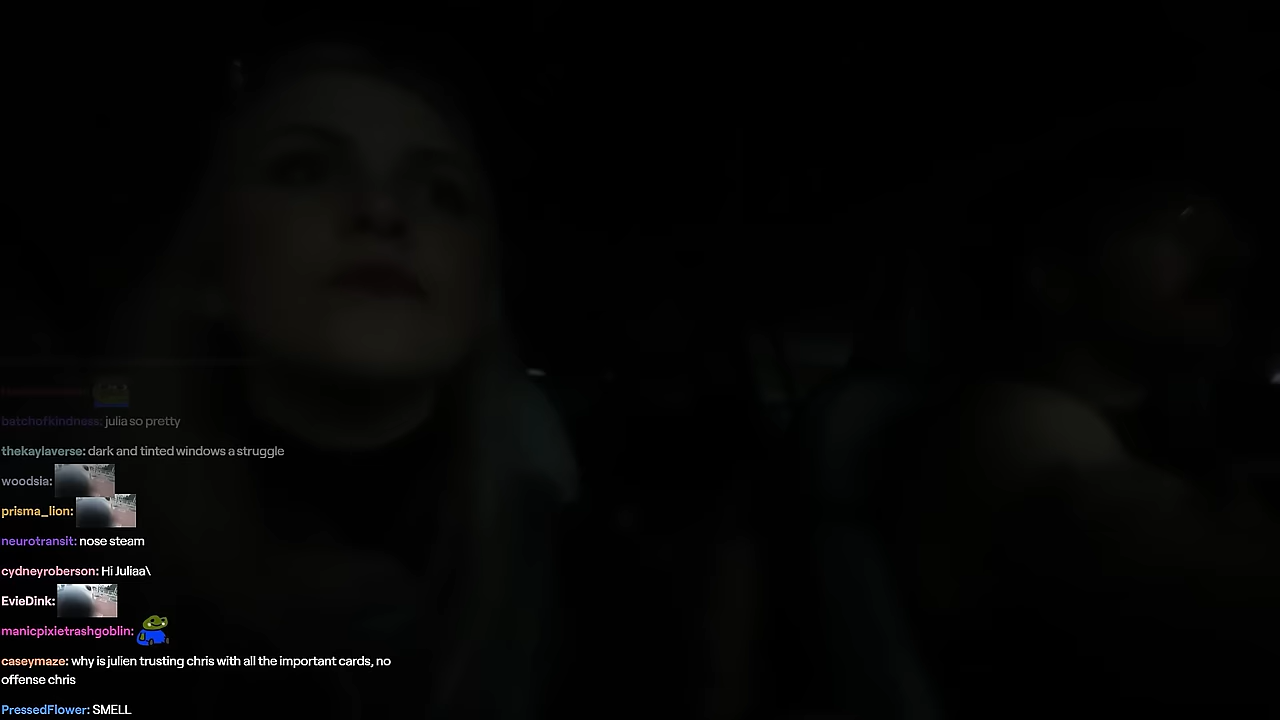 batchofkindness: julia so pretty
thekaylaverse: dark and tinted windows a struggle
woodsia:
prisma_lion:
neurotransit: nose steam
cydneyroberson: Hi Juliaa\
EvieDink:
manicpixietrashgoblin:
caseymaze: why is julien trusting chris with all the important cards, no
offense chris
PressedFlower: SMELL